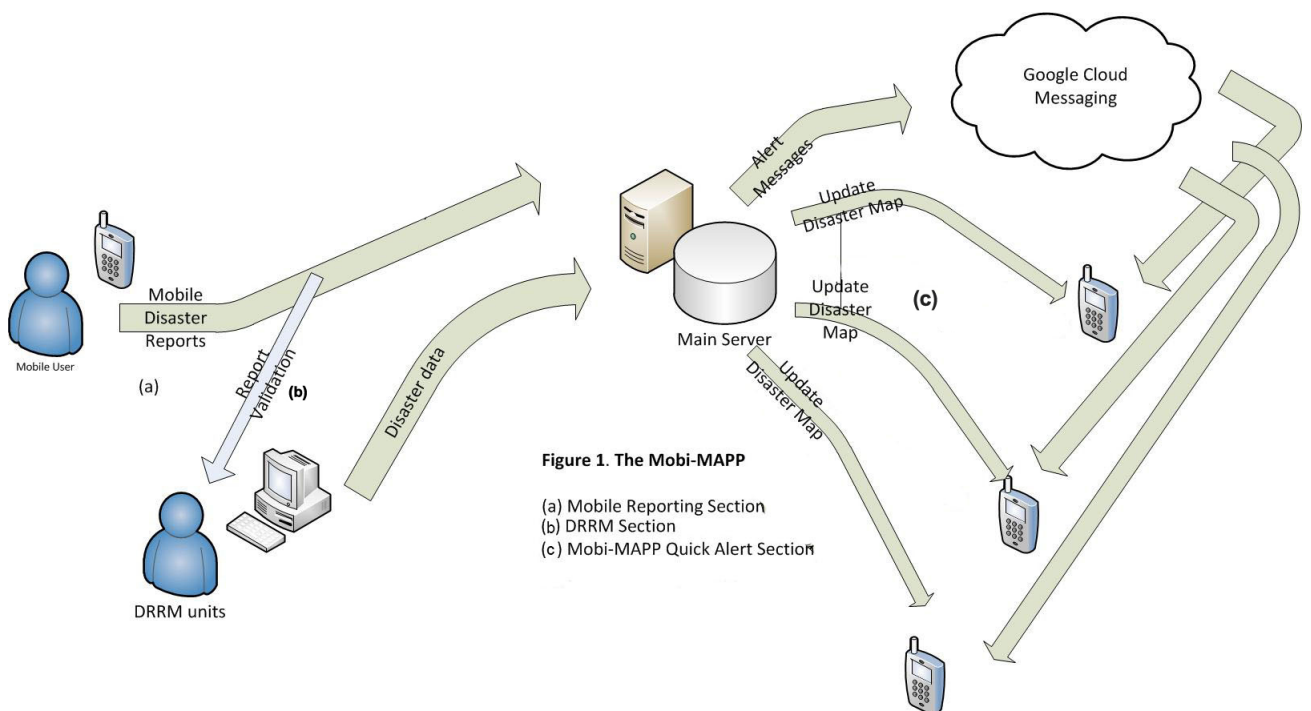 Google Cloud
Messaging
Alert
Messages
Update
Disaster Map
Mobile
Disaster
Reports
Mobile User
(a)
Report
Validation
(b)
Disaster data
Main Server
Update
Disaster
Map
(c)
Update
Disaster Map
DRRM units
Figure 1. The Mobi-MAPP
(a) Mobile Reporting Section
(b) DRRM Section
(c) Mobi-MAPP Quick Alert Section